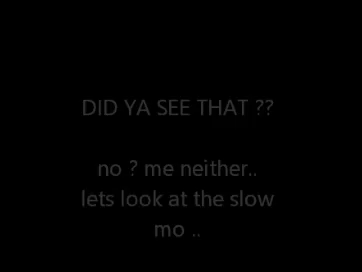 DID YA SEE THAT ??
no ? me neither..
lets look at the slow
mo ..